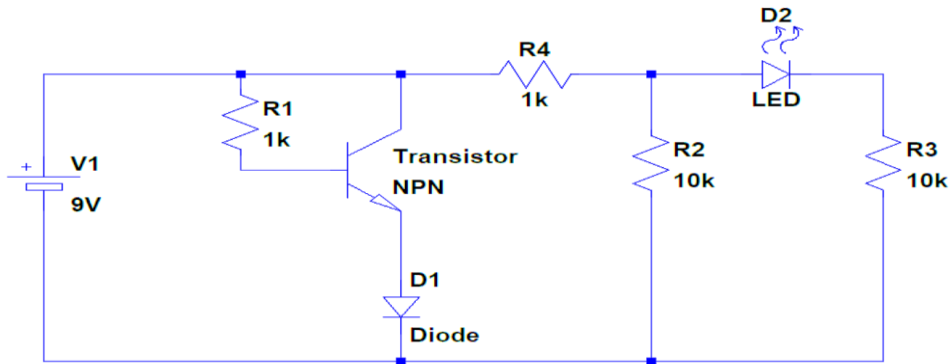 D2
R4
1k
LED
R1
1k
Transistor
NPN
+
V1
9V
R2
10k
R3
10k
D1
Diode